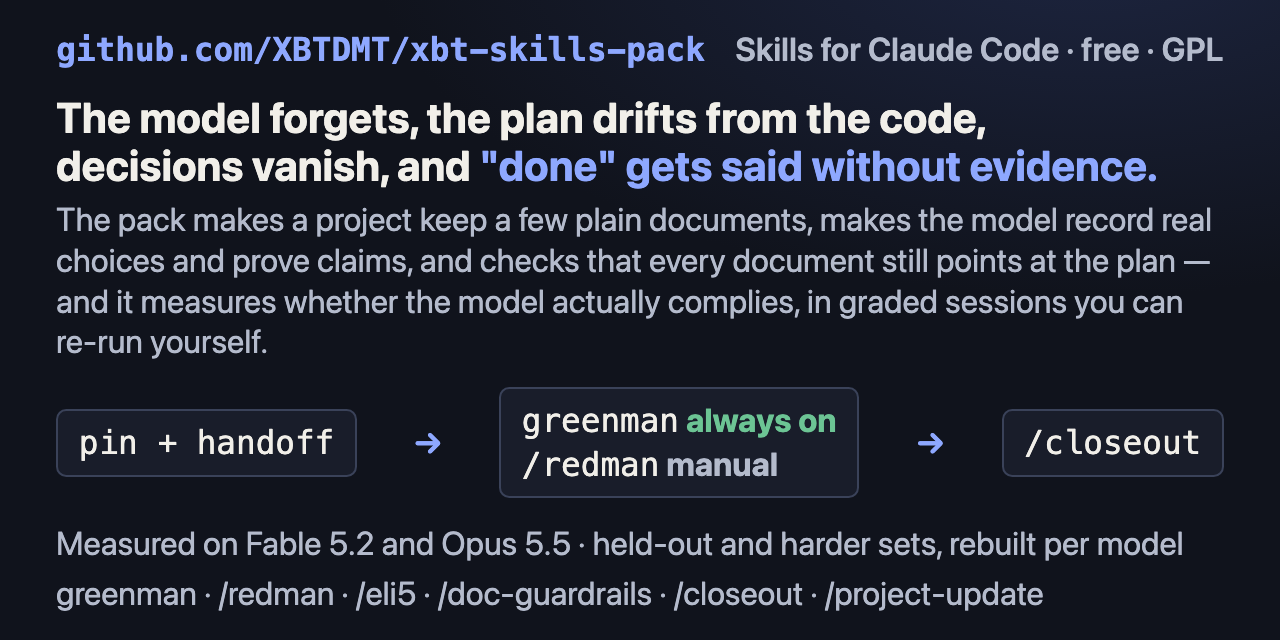 github.com/XBTDMT/xbt-skills-pack Skills for Claude Code · free · GPL
The model forgets, the plan drifts from the code,
decisions vanish, and "done" gets said without evidence.
The pack makes a project keep a few plain documents, makes the model record real
choices and prove claims, and checks that every document still points at the plan —
and it measures whether the model actually complies, in graded sessions you can
re-run yourself.
pin + handoff
→
greenman always on
/redman manual
→
/closeout
Measured on Fable 5.2 and Opus 5.5 · held-out and harder sets, rebuilt per model
greenman · /redman · /eli5 · /doc-guardrails · /closeout · /project-update